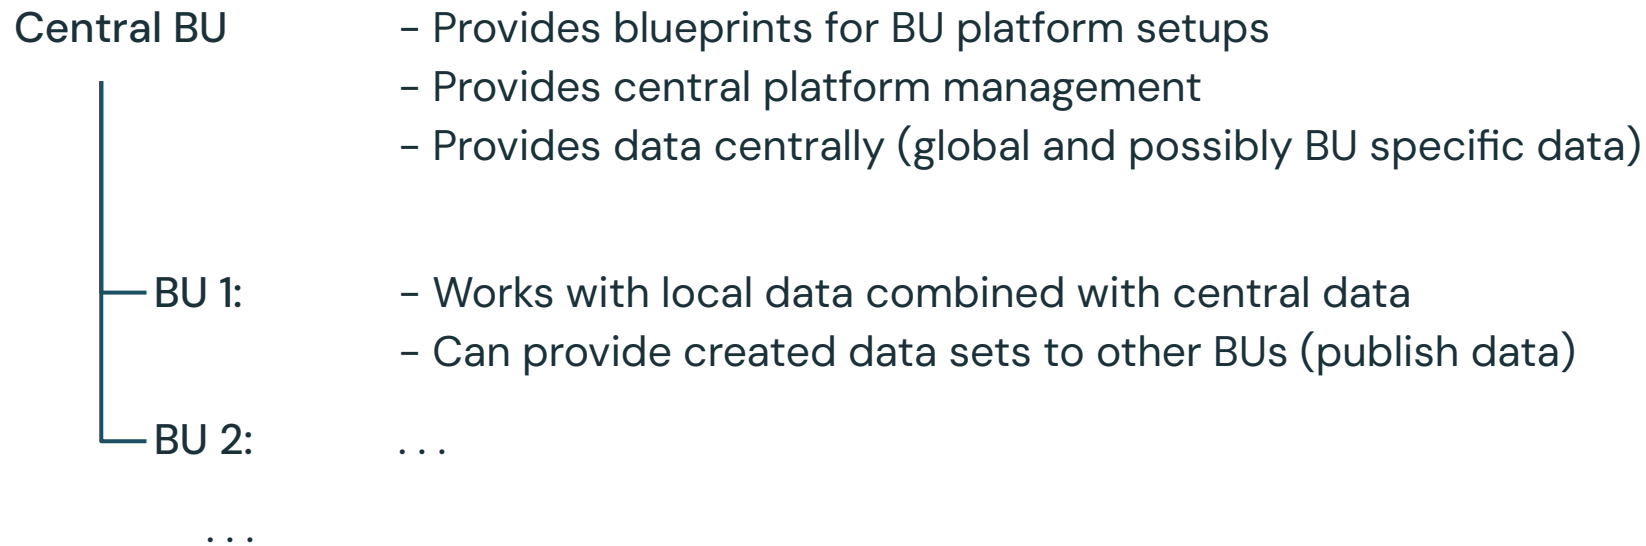 Central BU – Provides blueprints for BU platform setups
– Provides central platform management
– Provides data centrally (global and possibly BU specific data)
BU 1: – Works with local data combined with central data
– Can provide created data sets to other BUs (publish data)
BU 2: . . .
. . .